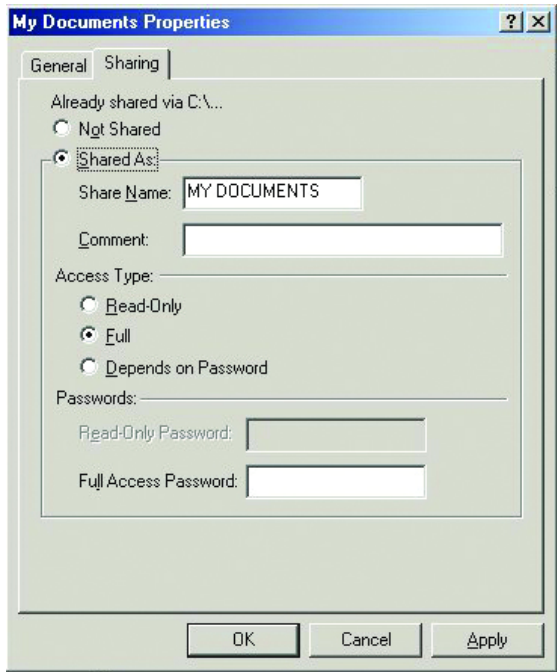 My Documents Properties
General Sharing
Already shared via C:\...
Not Shared
Shared As:
Share Name: MY DOCUMENTS
Comment:
Access Type:
Read-Only
Full
Depends on Password
Passwords:
Read-Only Password:
Full Access Password:
OK Cancel Apply